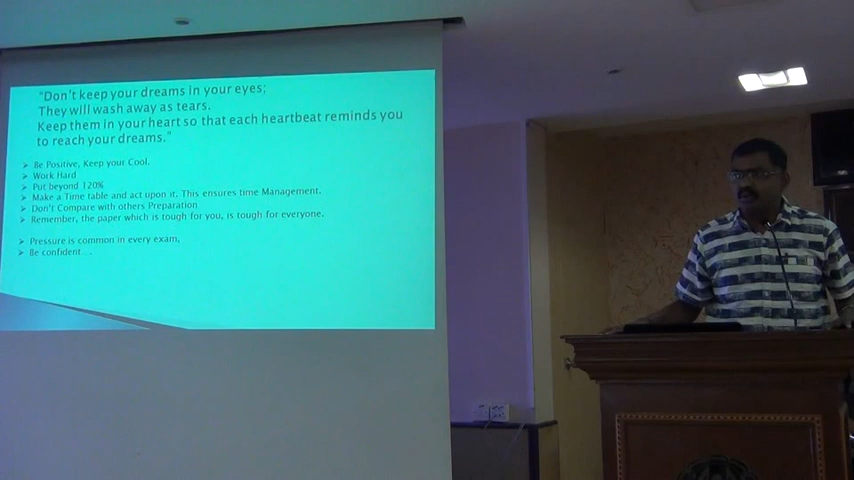 "Don't keep your dreams in your eyes;
They will wash away as tears.
Keep them in your heart so that each heartbeat reminds you
to reach your dreams."
➢ Be Positive, Keep your Cool.
➢ Work Hard
➢ Put beyond 120%
➢ Make a Time table and act upon it. This ensures time Management.
➢ Don't Compare with others Preparation
➢ Remember, the paper which is tough for you, is tough for everyone.
➢ Pressure is common in every exam,
➢ Be confident ….